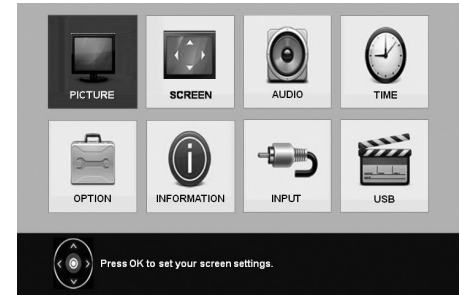 PICTURE
SCREEN
AUDIO
TIME
OPTION
INFORMATION
INPUT
USB
Press OK to set your screen settings.